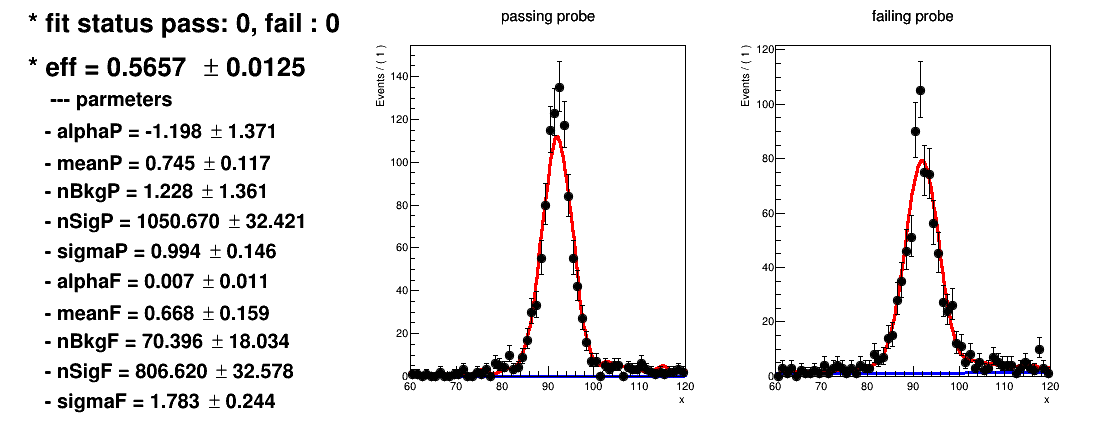 * fit status pass: 0, fail : 0
* eff = 0.5657 ± 0.0125
--- parmeters
- alphaP = -1.198 ± 1.371
- meanP = 0.745 ± 0.117
- nBkgP = 1.228 ± 1.361
- nSigP = 1050.670 ± 32.421
- sigmaP = 0.994 ± 0.146
- alphaF = 0.007 ± 0.011
- meanF = 0.668 ± 0.159
- nBkgF = 70.396 ± 18.034
- nSigF = 806.620 ± 32.578
- sigmaF = 1.783 ± 0.244
passing probe
Events / ( 1 )
140
120
100
80
60
40
20
0
60 70 80 90 100 110 120
x
failing probe
Events / ( 1 )
120
100
80
60
40
20
0
60 70 80 90 100 110 120
x